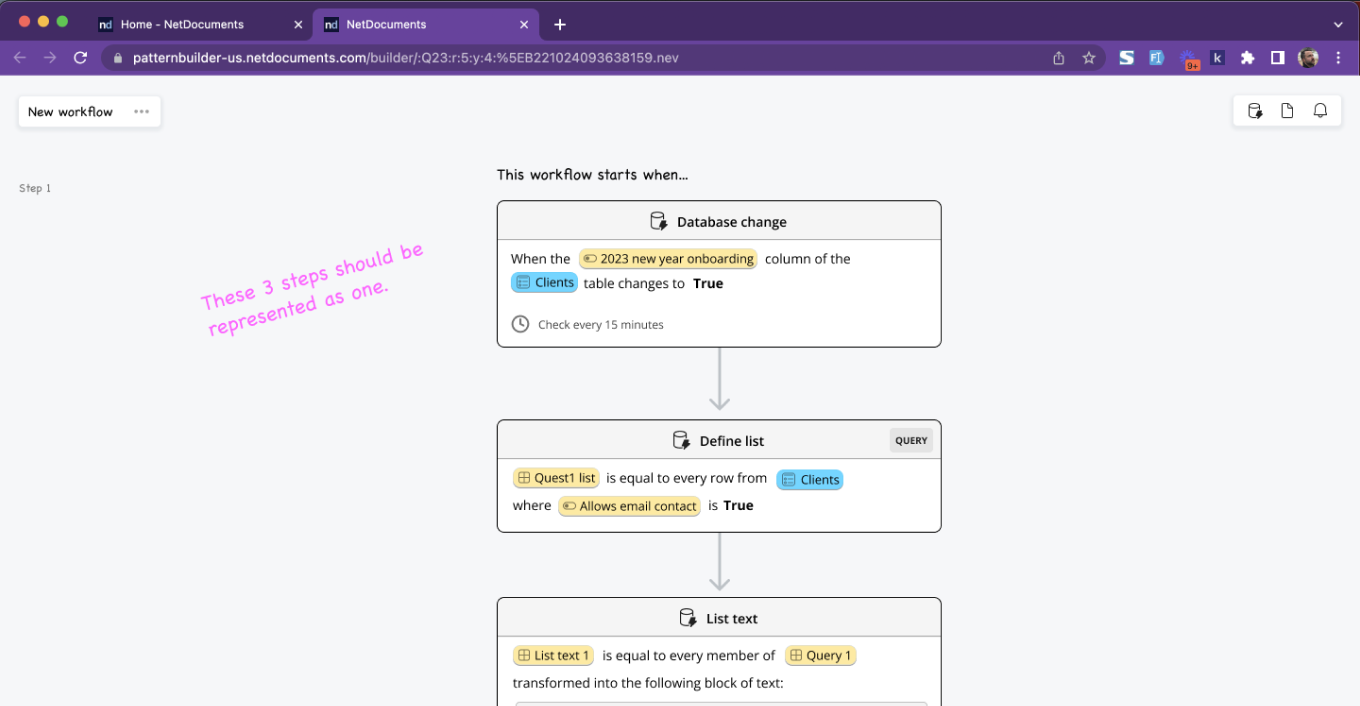 nd Home - NetDocuments
nd NetDocuments
patternbuilder-us.netdocuments.com/builder/:Q23:r:5:y:4:%5EB221024093638159.nev
S
FI
9+
k
New workflow
Step 1
This workflow starts when...
These 3 steps should be
represented as one.
Database change
When the 2023 new year onboarding column of the
Clients table changes to True
Check every 15 minutes
Define list
QUERY
Quest1 list is equal to every row from Clients
where Allows email contact is True
List text
List text 1 is equal to every member of Query 1
transformed into the following block of text: